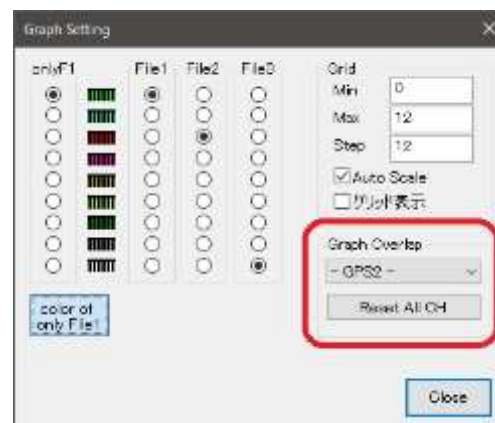 Graph Setting
onlyF1 File1 File2 File3
Grid
Min 0
Max 12
Step 12
Auto Scale
グリッド表示
Graph Overlap
- GPS2 -
Reset All CH
color of
only File1
Close